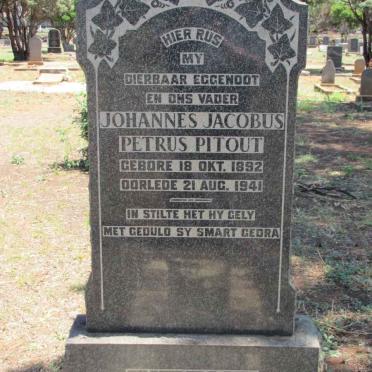 HIER RUS
MY
DIERBAAR EGGENOOT
EN ONS VADER
JOHANNES JACOBUS
PETRUS PITOUT
GEBORE 18 OKT. 1892
OORLEDE 21 AUG. 1941
IN STILTE HET HY GELY
MET GEDULD SY SMART GEDRA